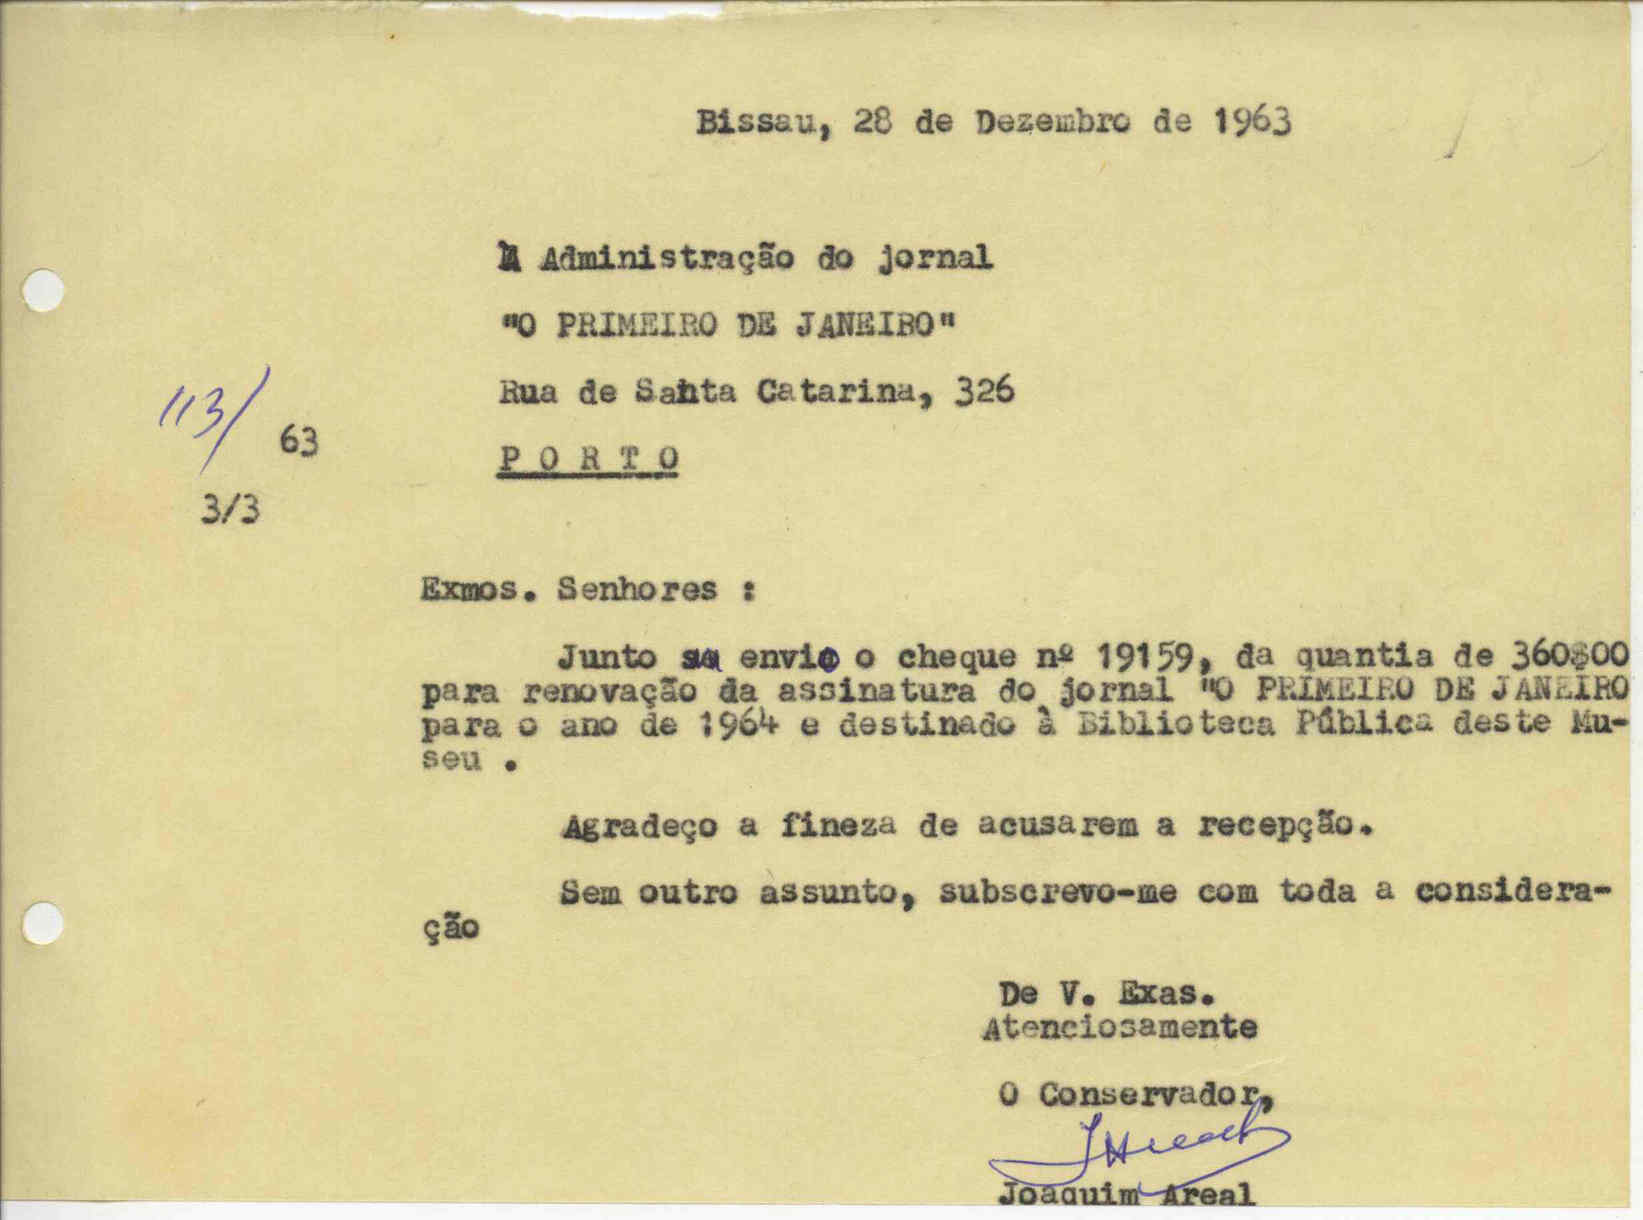 Bissau, 28 de Dezembro de 1963
À Administração do jornal
"O PRIMEIRO DE JANEIRO"
Rua de Santa Catarina, 326
113/
63
PORTO
3/3
Exmos. Senhores :
Junto envio o cheque nº 19159, da quantia de 360$00
para renovação da assinatura do jornal "O PRIMEIRO DE JANEIRO
para o ano de 1964 e destinado à Biblioteca Pública deste Mu-
seu .
Agradeço a fineza de acusarem a recepção.
Sem outro assunto, subscrevo-me com toda a considera-
ção
De V. Exas.
Atenciosamente
O Conservador,
Joaquim Areal